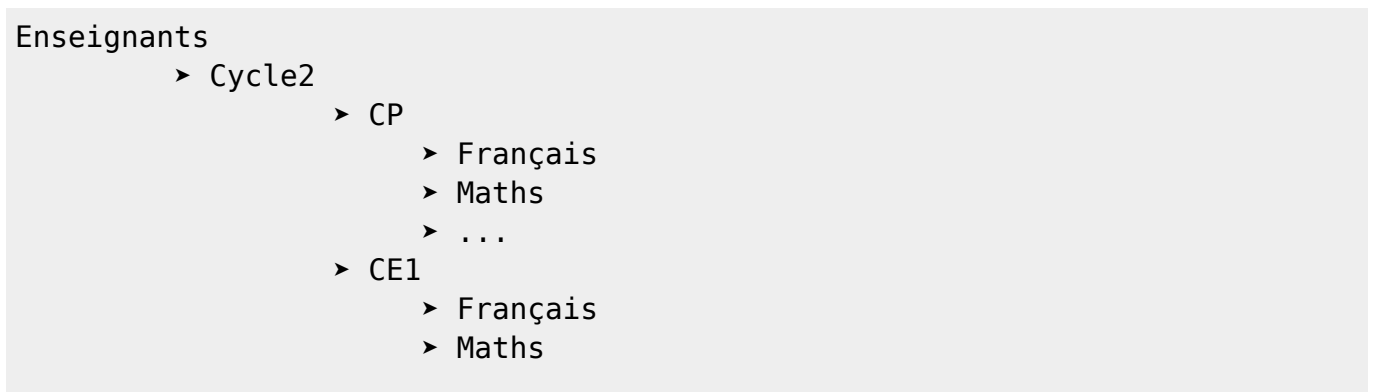 Enseignants
➤ Cycle2
➤ CP
➤ Français
➤ Maths
➤ ...
➤ CE1
➤ Français
➤ Maths